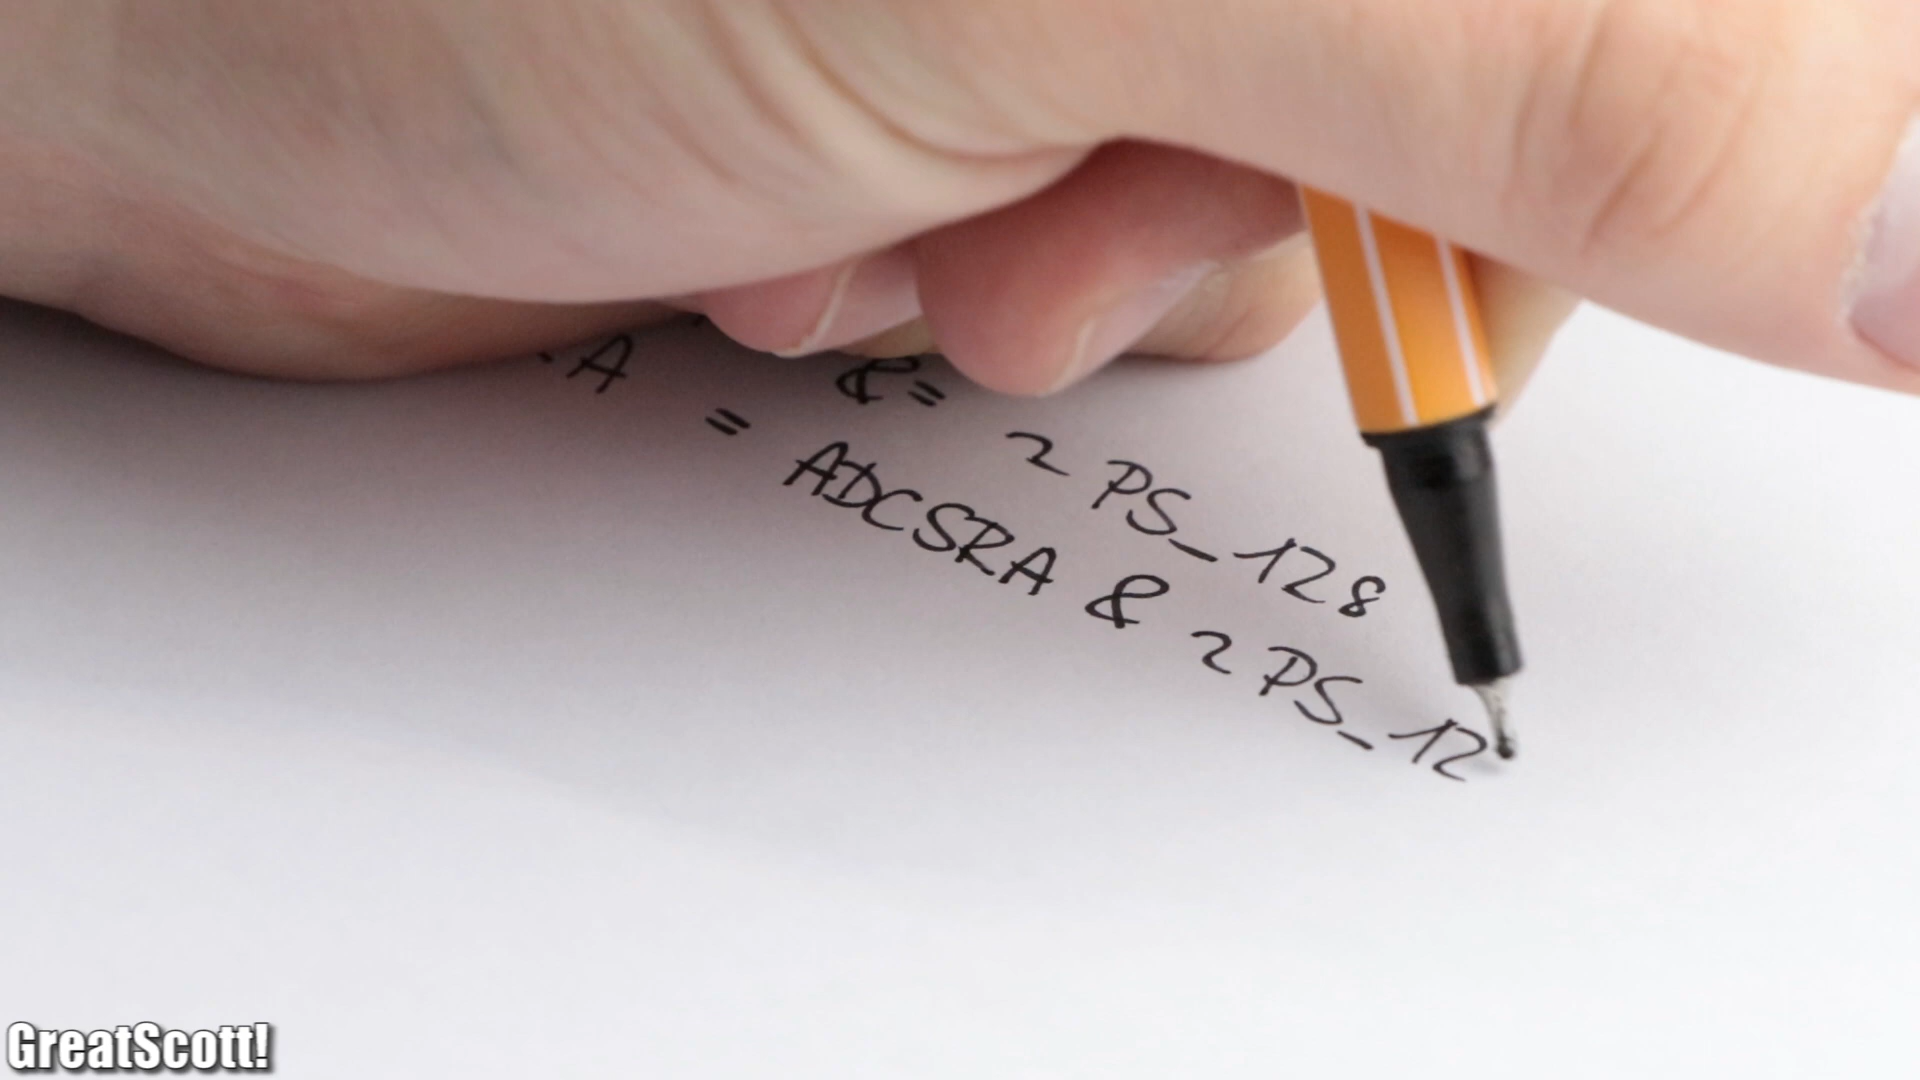 A &= ~PS_128
= ADCSRA & ~PS_12
GreatScott!